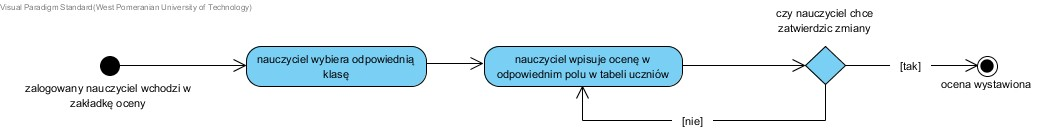 Visual Paradigm Standard(West Pomeranian University of Technology)
czy nauczyciel chce
zatwierdzic zmiany
nauczyciel wybiera odpowiednią
klasę
nauczyciel wpisuje ocenę w
odpowiednim polu w tabeli uczniów
[tak]
zalogowany nauczyciel wchodzi w
zakładkę oceny
ocena wystawiona
[nie]